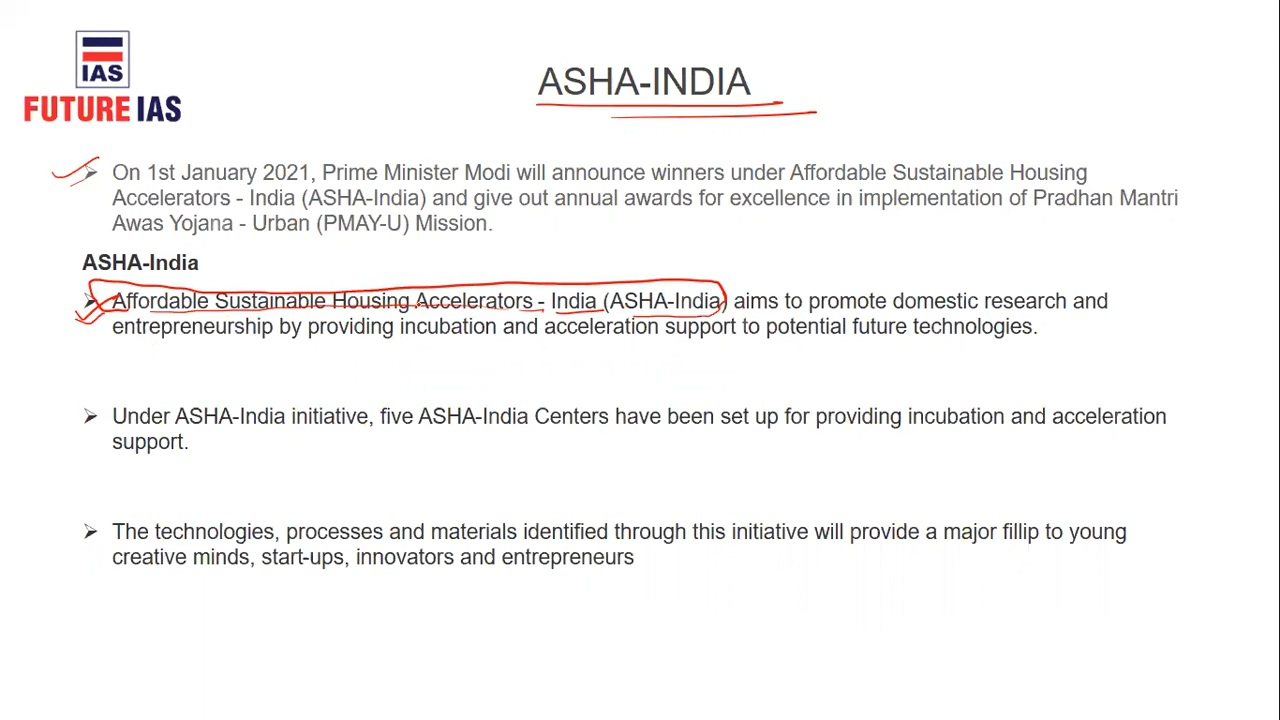 IAS
FUTURE IAS
ASHA-INDIA
➢ On 1st January 2021, Prime Minister Modi will announce winners under Affordable Sustainable Housing
Accelerators - India (ASHA-India) and give out annual awards for excellence in implementation of Pradhan Mantri
Awas Yojana - Urban (PMAY-U) Mission.
ASHA-India
➢ Affordable Sustainable Housing Accelerators - India (ASHA-India) aims to promote domestic research and
entrepreneurship by providing incubation and acceleration support to potential future technologies.
➢ Under ASHA-India initiative, five ASHA-India Centers have been set up for providing incubation and acceleration
support.
➢ The technologies, processes and materials identified through this initiative will provide a major fillip to young
creative minds, start-ups, innovators and entrepreneurs